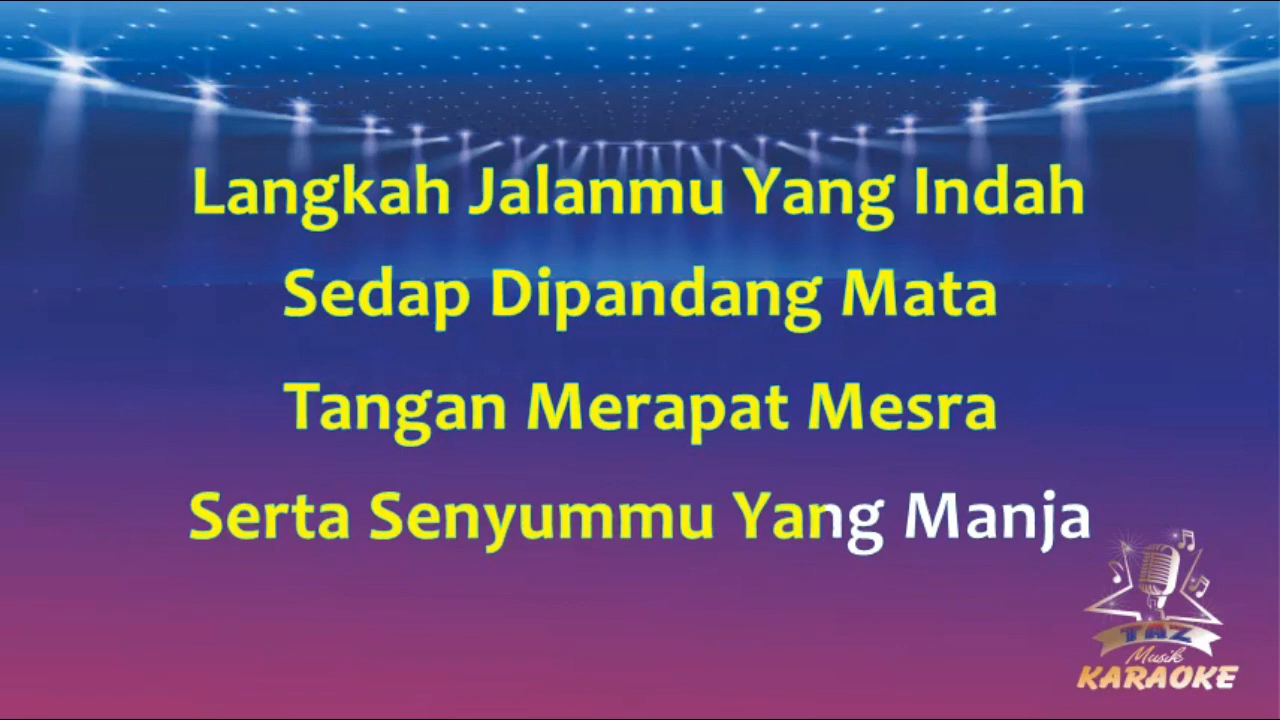 Langkah Jalanmu Yang Indah
Sedap Dipandang Mata
Tangan Merapat Mesra
Serta Senyummu Yang Manja
TAZ
Musik
KARAOKE